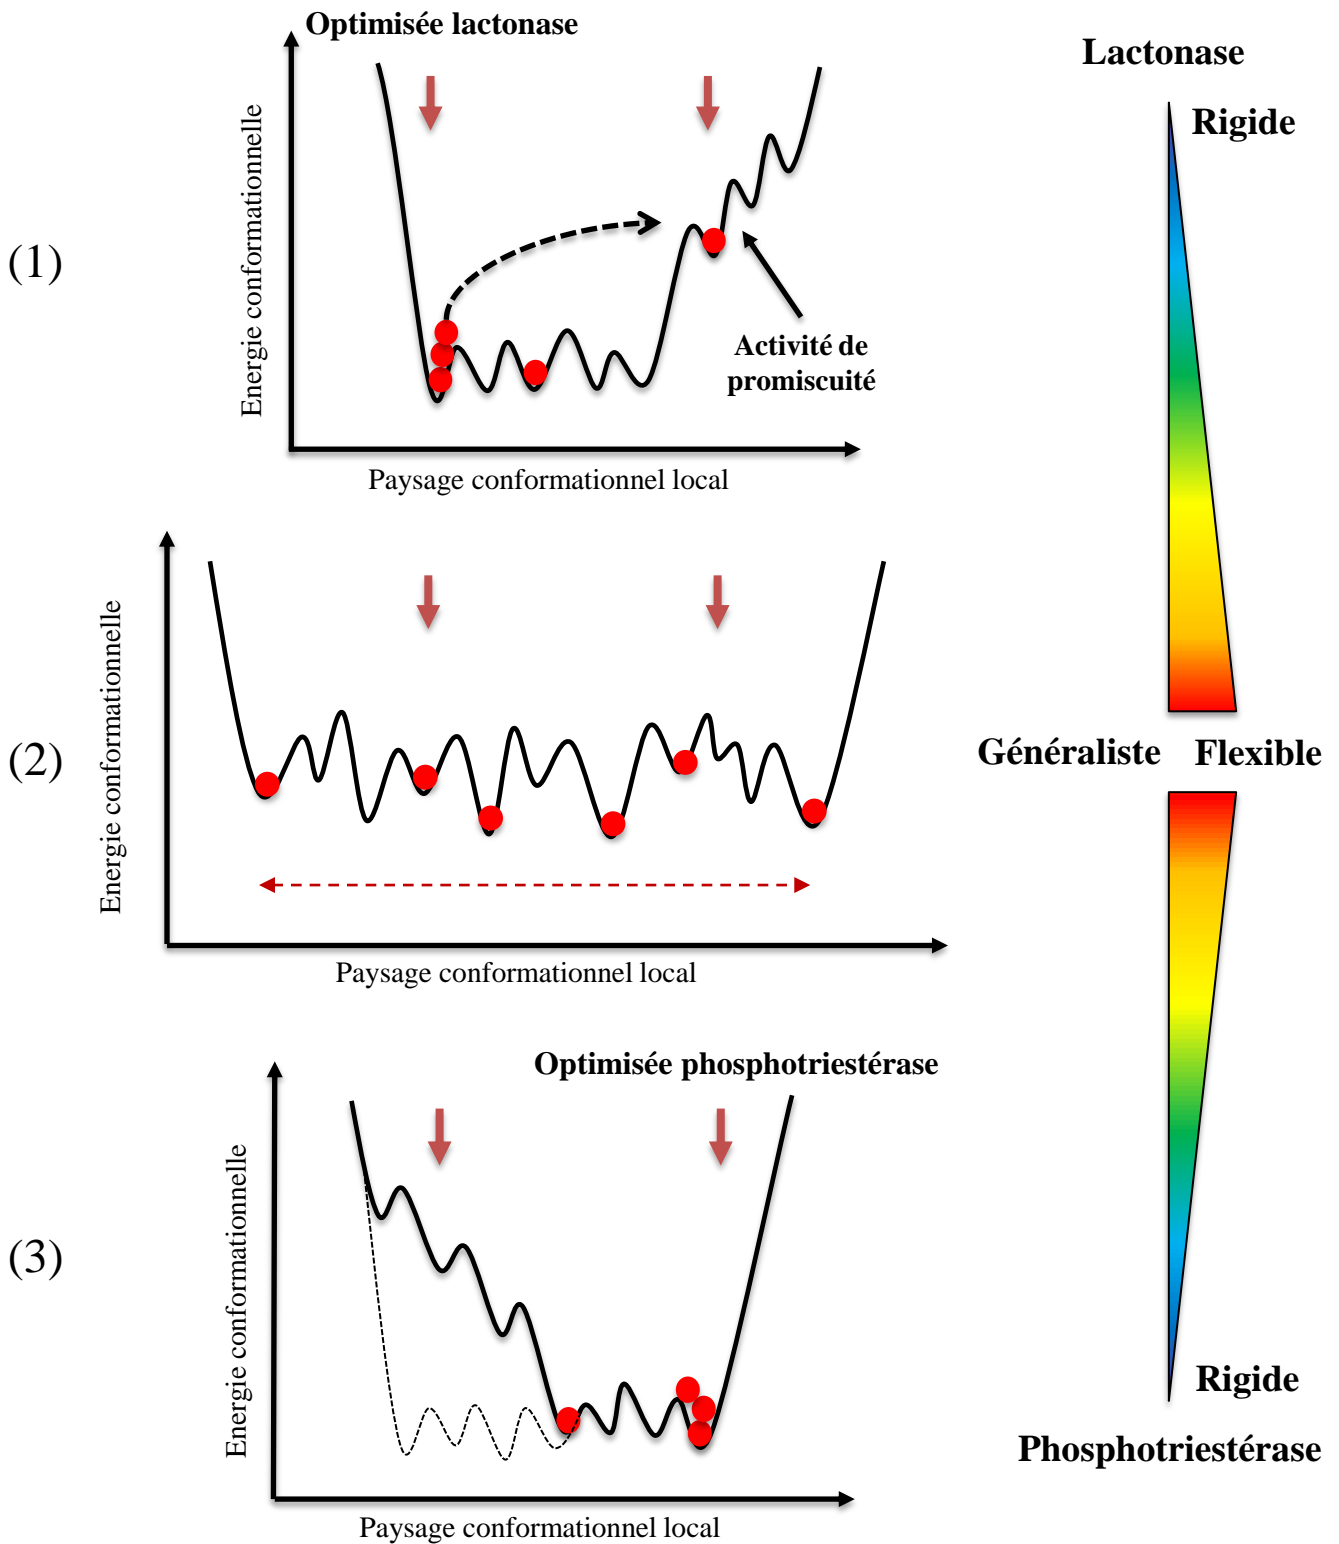 Optimisée lactonase
Lactonase
Rigide
Energie conformationnelle
(1)
Activité de
promiscuité
Paysage conformationnel local
Energie conformationnelle
(2)
Généraliste Flexible
Paysage conformationnel local
Optimisée phosphotriestérase
Energie conformationnelle
(3)
Rigide
Phosphotriestérase
Paysage conformationnel local